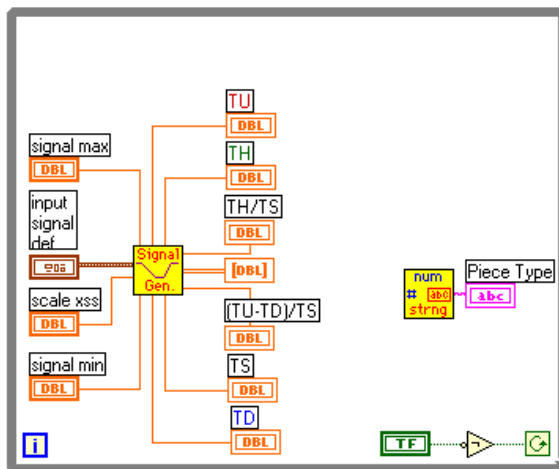 TU
DBL
signal max
DBL
TH
DBL
input
signal
def
TH/TS
DBL
Signal
Gen.
[DBL]
num
# abc
strng
Piece Type
abc
scale xss
DBL
(TU-TD)/TS
DBL
signal min
DBL
TS
DBL
TD
DBL
i
TF